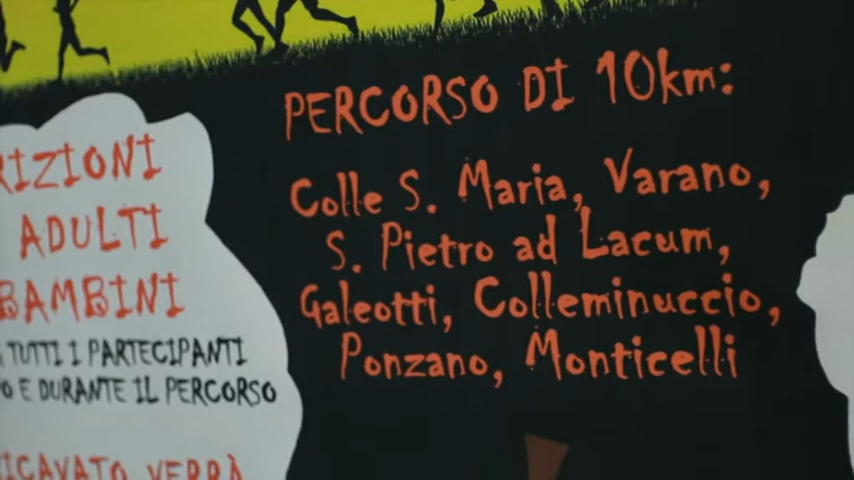 PERCORSO DI 10km:
Colle S. Maria, Varano,
S. Pietro ad Lacum,
Galeotti, Colleminuccio,
Ponzano, Monticelli
ADULTI
BAMBINI
TUTTI I PARTECIPANTI
E DURANTE IL PERCORSO
VERRÀ